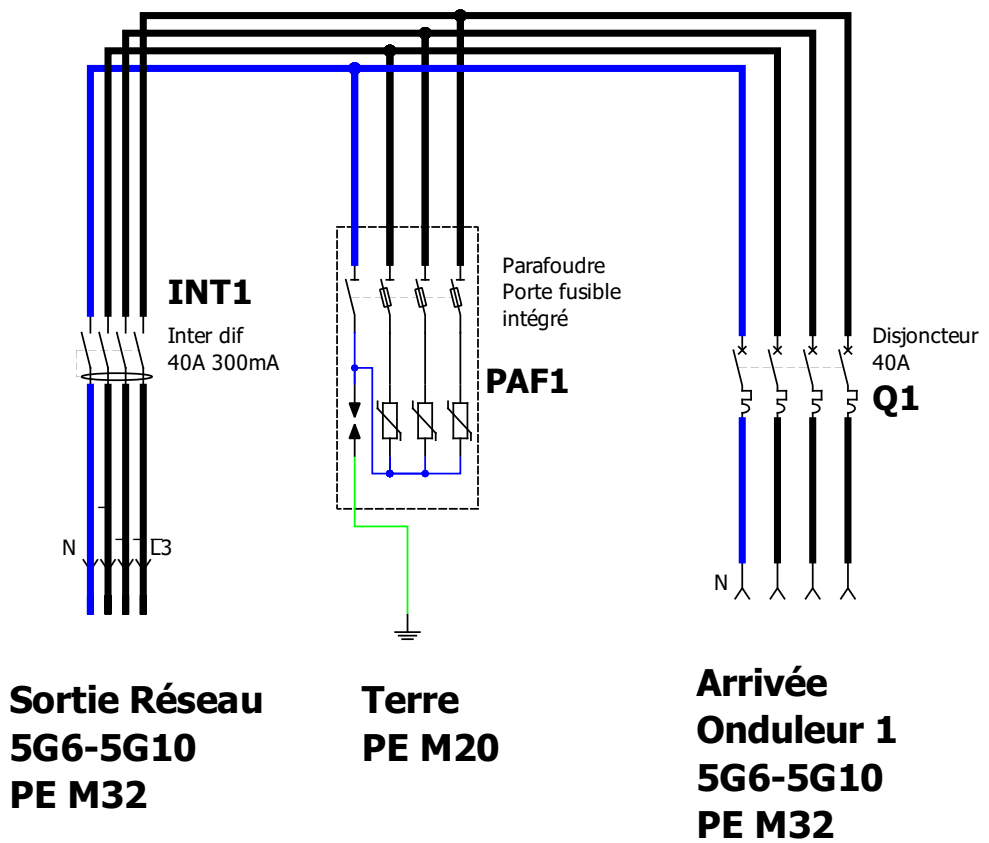 INT1
Inter dif
40A 300mA
Parafoudre
Porte fusible
intégré
PAF1
Disjoncteur
40A
Q1
N
L3
N
Sortie Réseau
5G6-5G10
PE M32
Terre
PE M20
Arrivée
Onduleur 1
5G6-5G10
PE M32